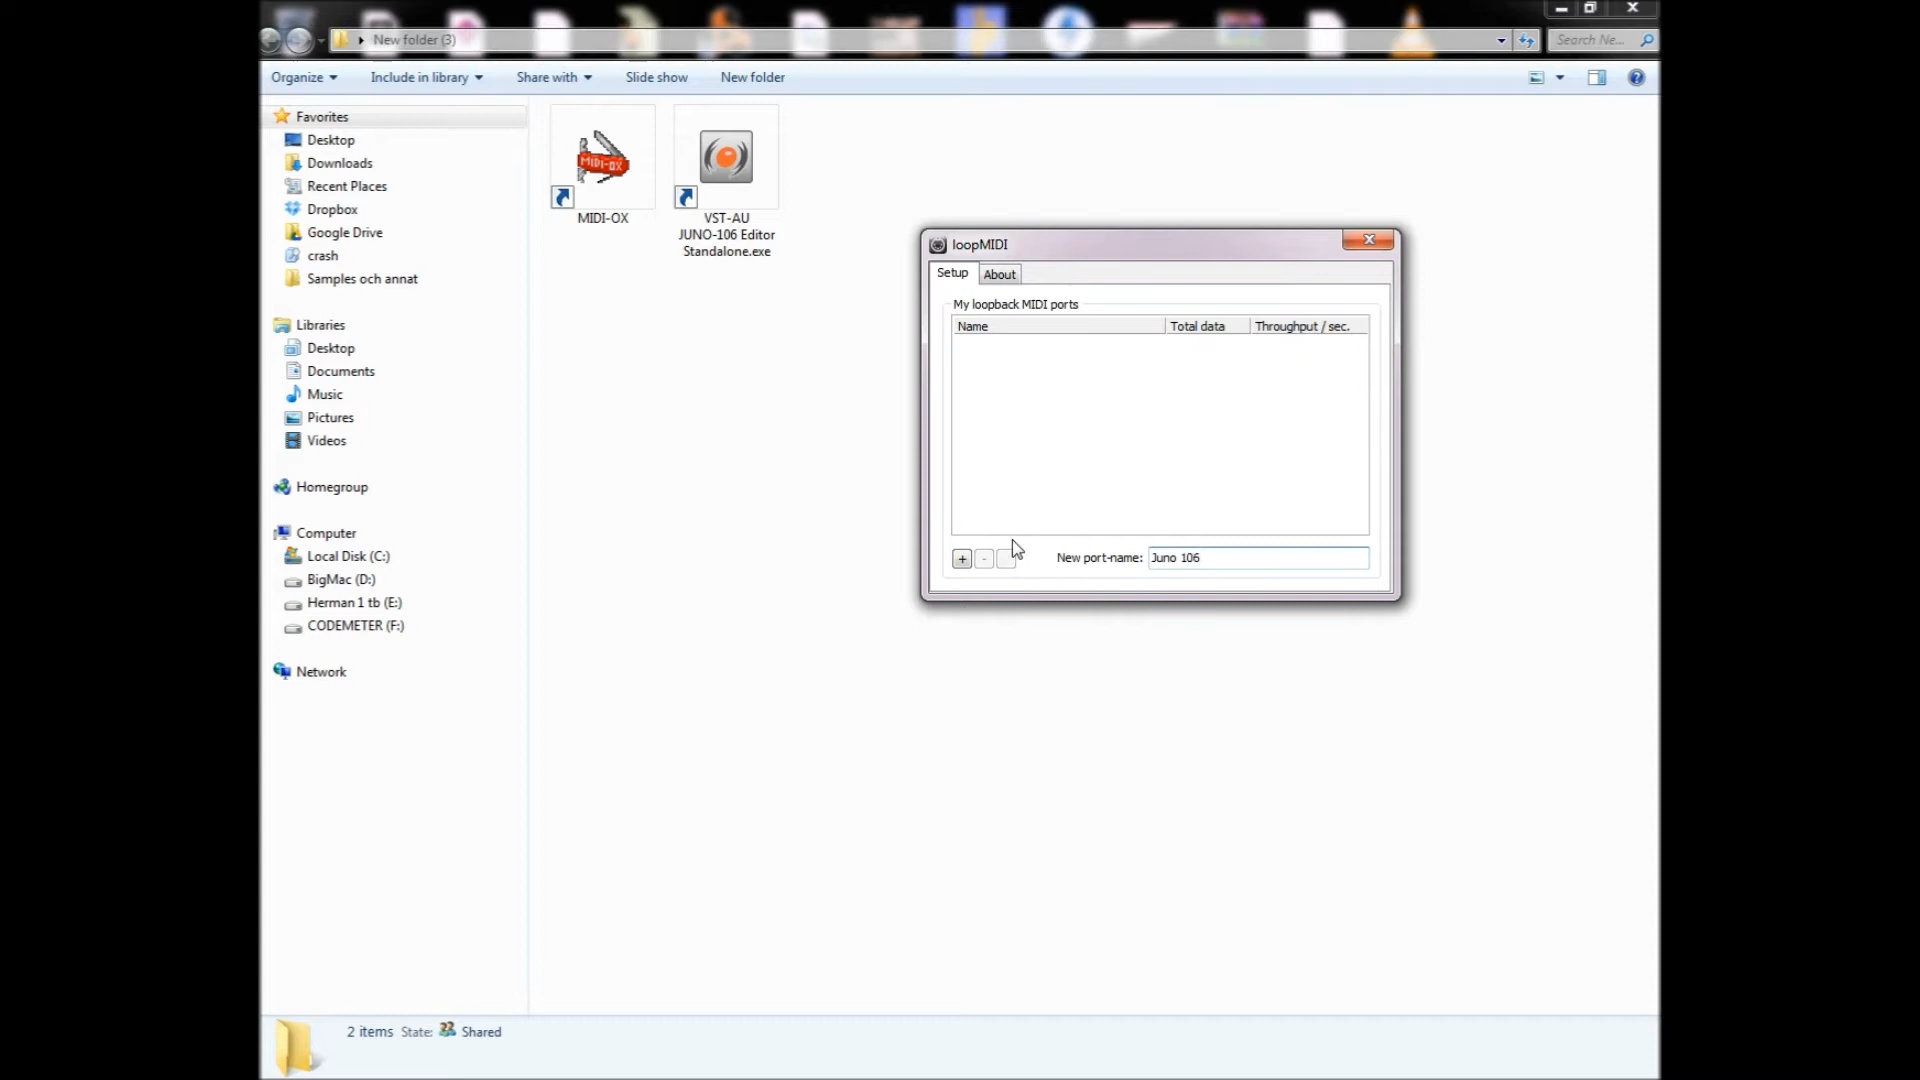 New folder (3)
Search Ne...
Organize
Include in library
Share with
Slide show
New folder
Favorites
Desktop
Downloads
Recent Places
Dropbox
Google Drive
crash
Samples och annat
Libraries
Desktop
Documents
Music
Pictures
Videos
Homegroup
Computer
Local Disk (C:)
BigMac (D:)
Herman 1 tb (E:)
CODEMETER (F:)
Network
MIDI-OX
MIDI-OX
VST-AU
JUNO-106 Editor
Standalone.exe
loopMIDI
Setup
About
My loopback MIDI ports
Name
Total data
Throughput / sec.
+
-
New port-name:
Juno 106
2 items State: Shared